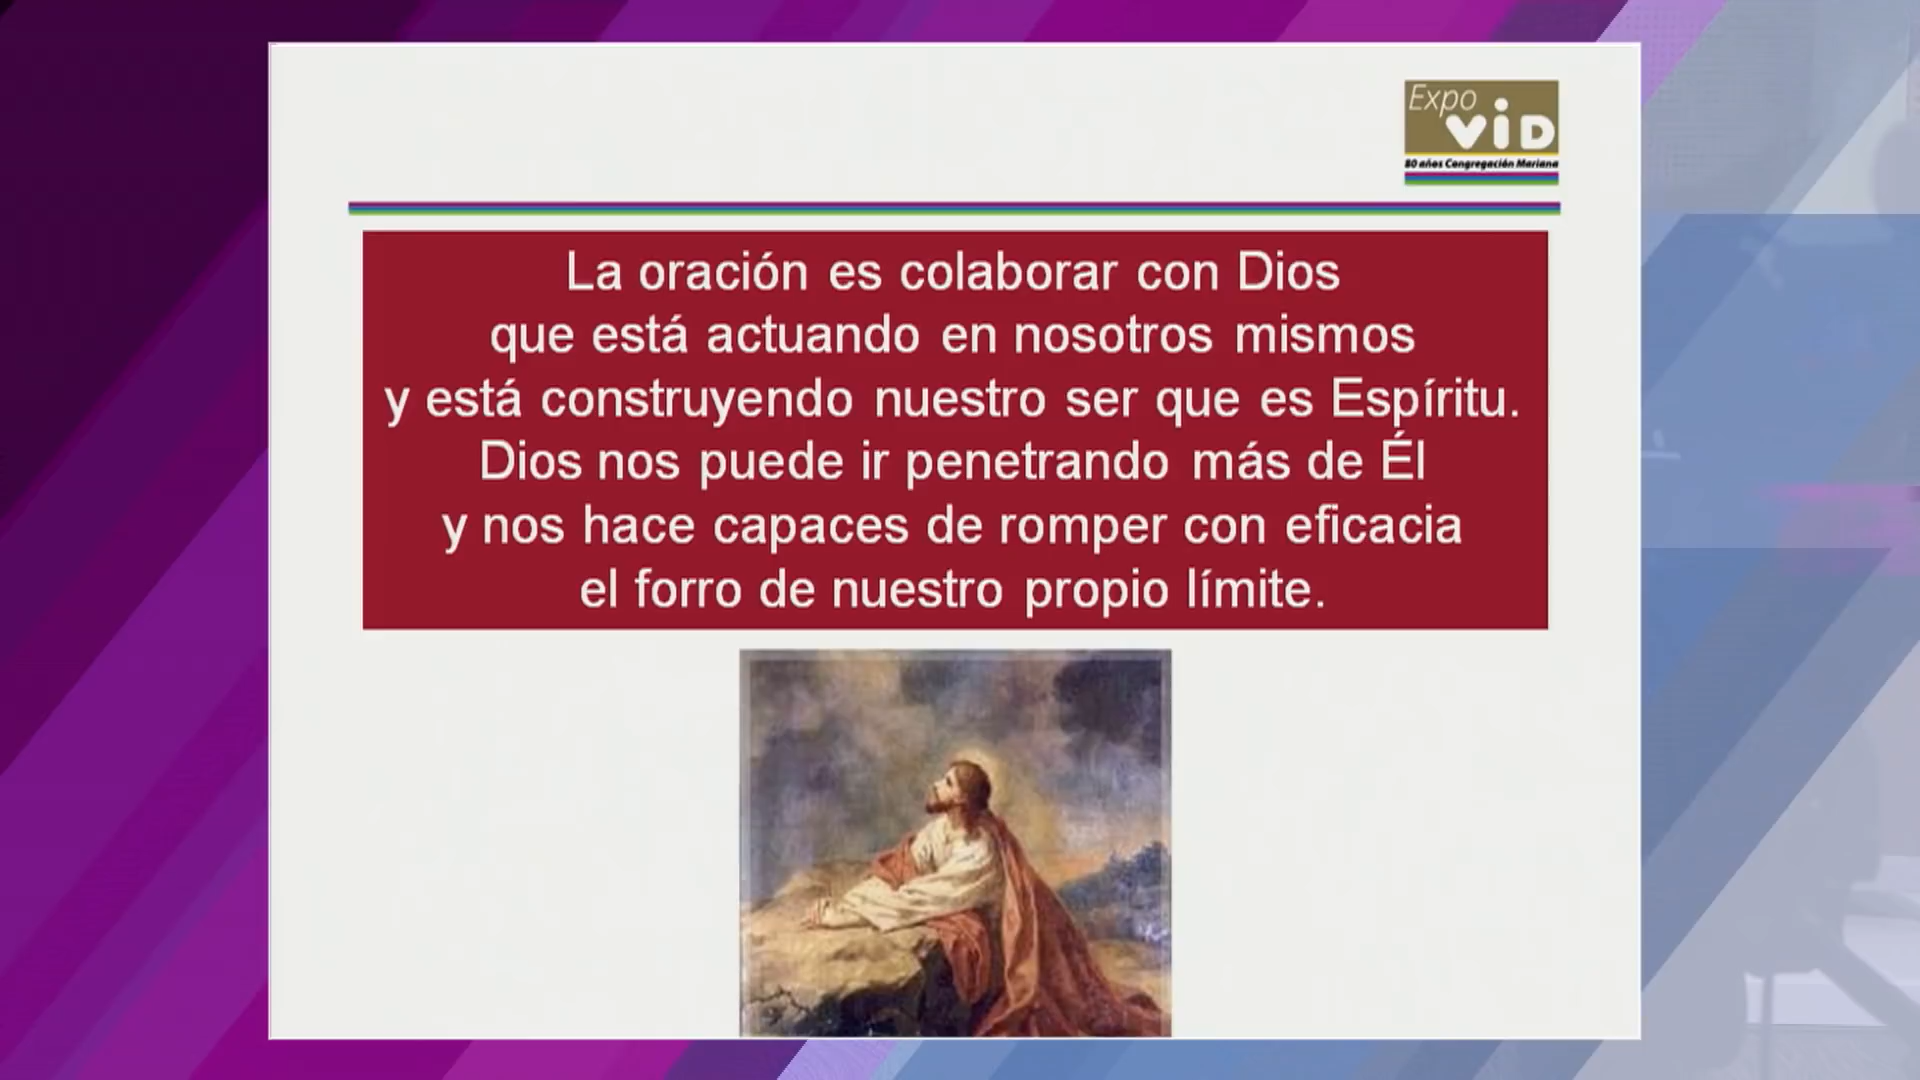 Expo
ViD
80 años Congregación Mariana
La oración es colaborar con Dios
que está actuando en nosotros mismos
y está construyendo nuestro ser que es Espíritu.
Dios nos puede ir penetrando más de Él
y nos hace capaces de romper con eficacia
el forro de nuestro propio límite.